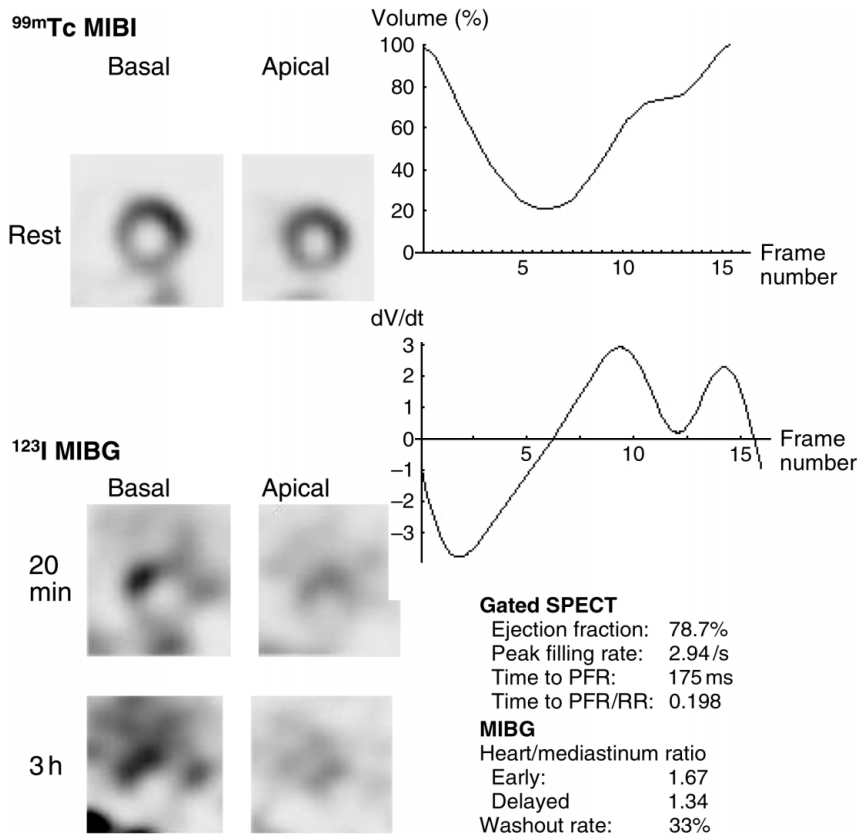 ⁹⁹ᵐTc MIBI
Basal Apical
Rest
Volume (%)
100
80
60
40
20
0
5 10 15
Frame
number
dV/dt
3
2
1
0
–1
–2
–3
5 10 15
Frame
number
¹²³I MIBG
Basal Apical
20
min
3 h
Gated SPECT
Ejection fraction: 78.7%
Peak filling rate: 2.94 /s
Time to PFR: 175 ms
Time to PFR/RR: 0.198
MIBG
Heart/mediastinum ratio
Early: 1.67
Delayed 1.34
Washout rate: 33%